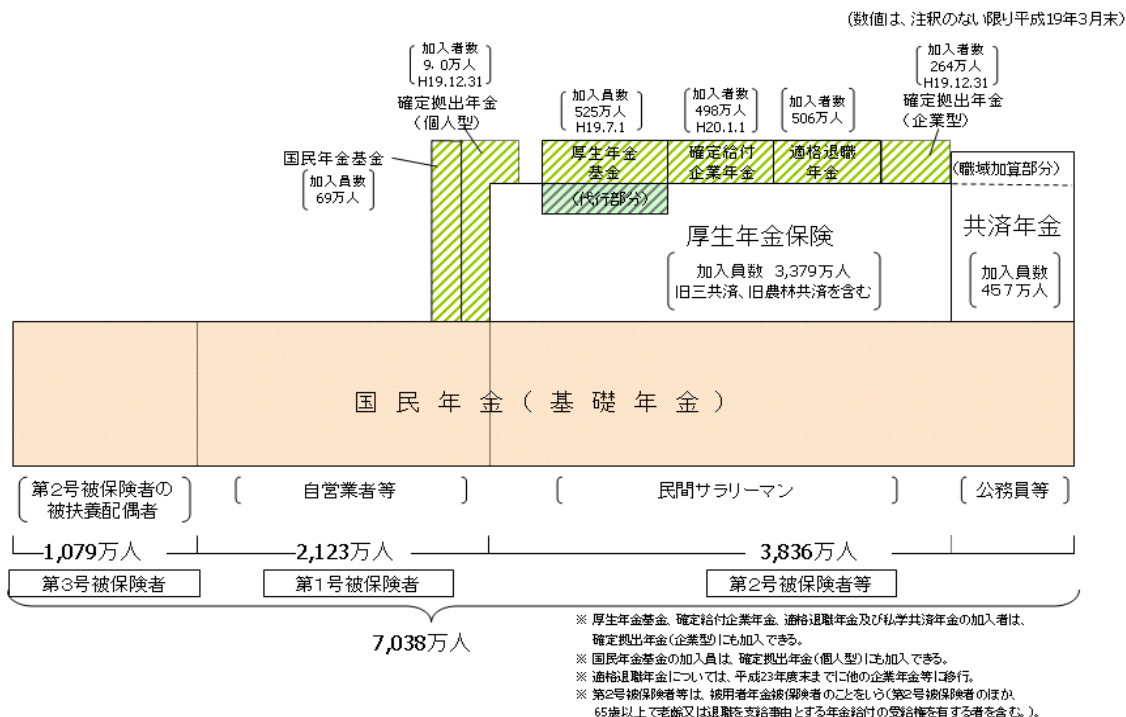 (数値は、注釈のない限り平成19年3月末)
加入者数
9.0万人
H19.12.31
確定拠出年金
(個人型)
国民年金基金
加入員数
69万人
加入員数
525万人
H19.7.1
加入者数
498万人
H20.1.1
加入者数
506万人
加入者数
264万人
H19.12.31
確定拠出年金
(企業型)
厚生年金
基金
確定給付
企業年金
適格退職
年金
(代行部分)
(職域加算部分)
厚生年金保険
加入員数 3,379万人
旧三共済、旧農林共済を含む
共済年金
加入員数
457万人
国民年金(基礎年金)
第2号被保険者の
被扶養配偶者
自営業者等
民間サラリーマン
公務員等
1,079万人
2,123万人
3,836万人
第3号被保険者
第1号被保険者
第2号被保険者等
7,038万人
※ 厚生年金基金、確定給付企業年金、適格退職年金及び私学共済年金の加入者は、
確定拠出年金(企業型)にも加入できる。
※ 国民年金基金の加入員は、確定拠出年金(個人型)にも加入できる。
※ 適格退職年金については、平成23年度末までに他の企業年金等に移行。
※ 第2号被保険者等は、被用者年金被保険者のことをいう(第2号被保険者のほか、
65歳以上で老齢又は退職を支給事由とする年金給付の受給権を有する者を含む。)。